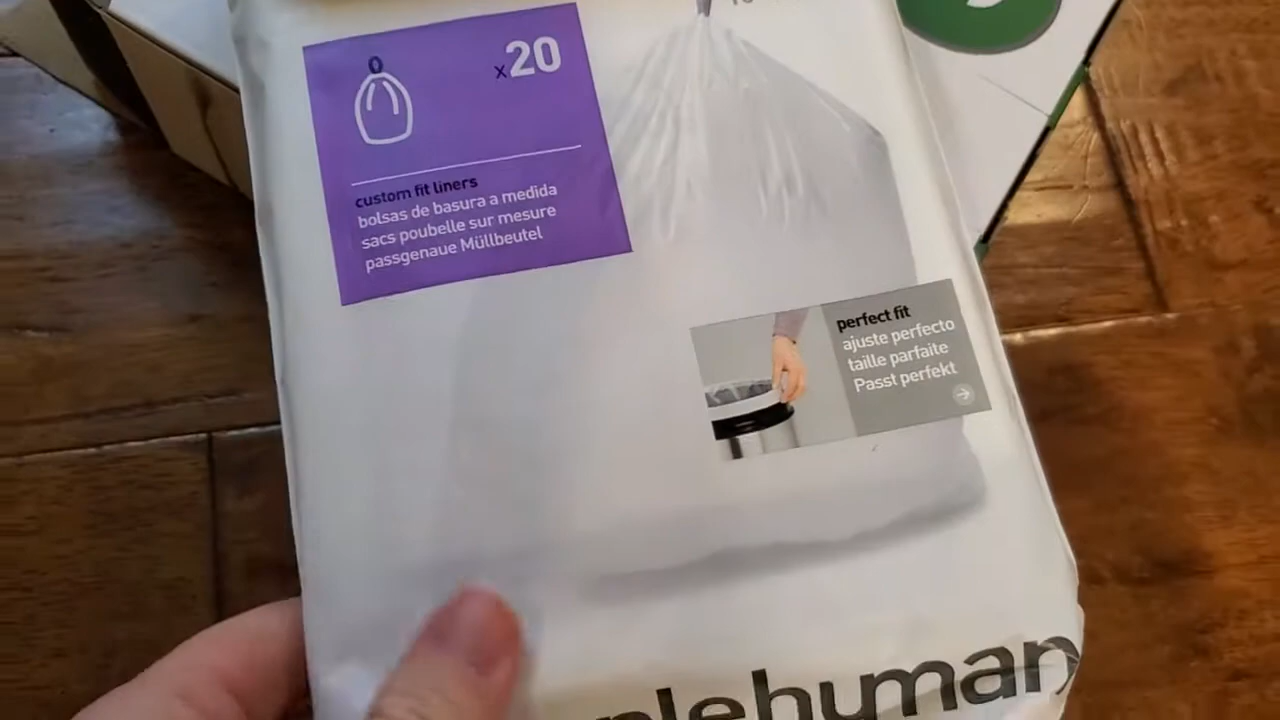 x20
custom fit liners
bolsas de basura a medida
sacs poubelle sur mesure
passgenaue Müllbeutel
perfect fit
ajuste perfecto
taille parfaite
Passt perfekt
plehuman